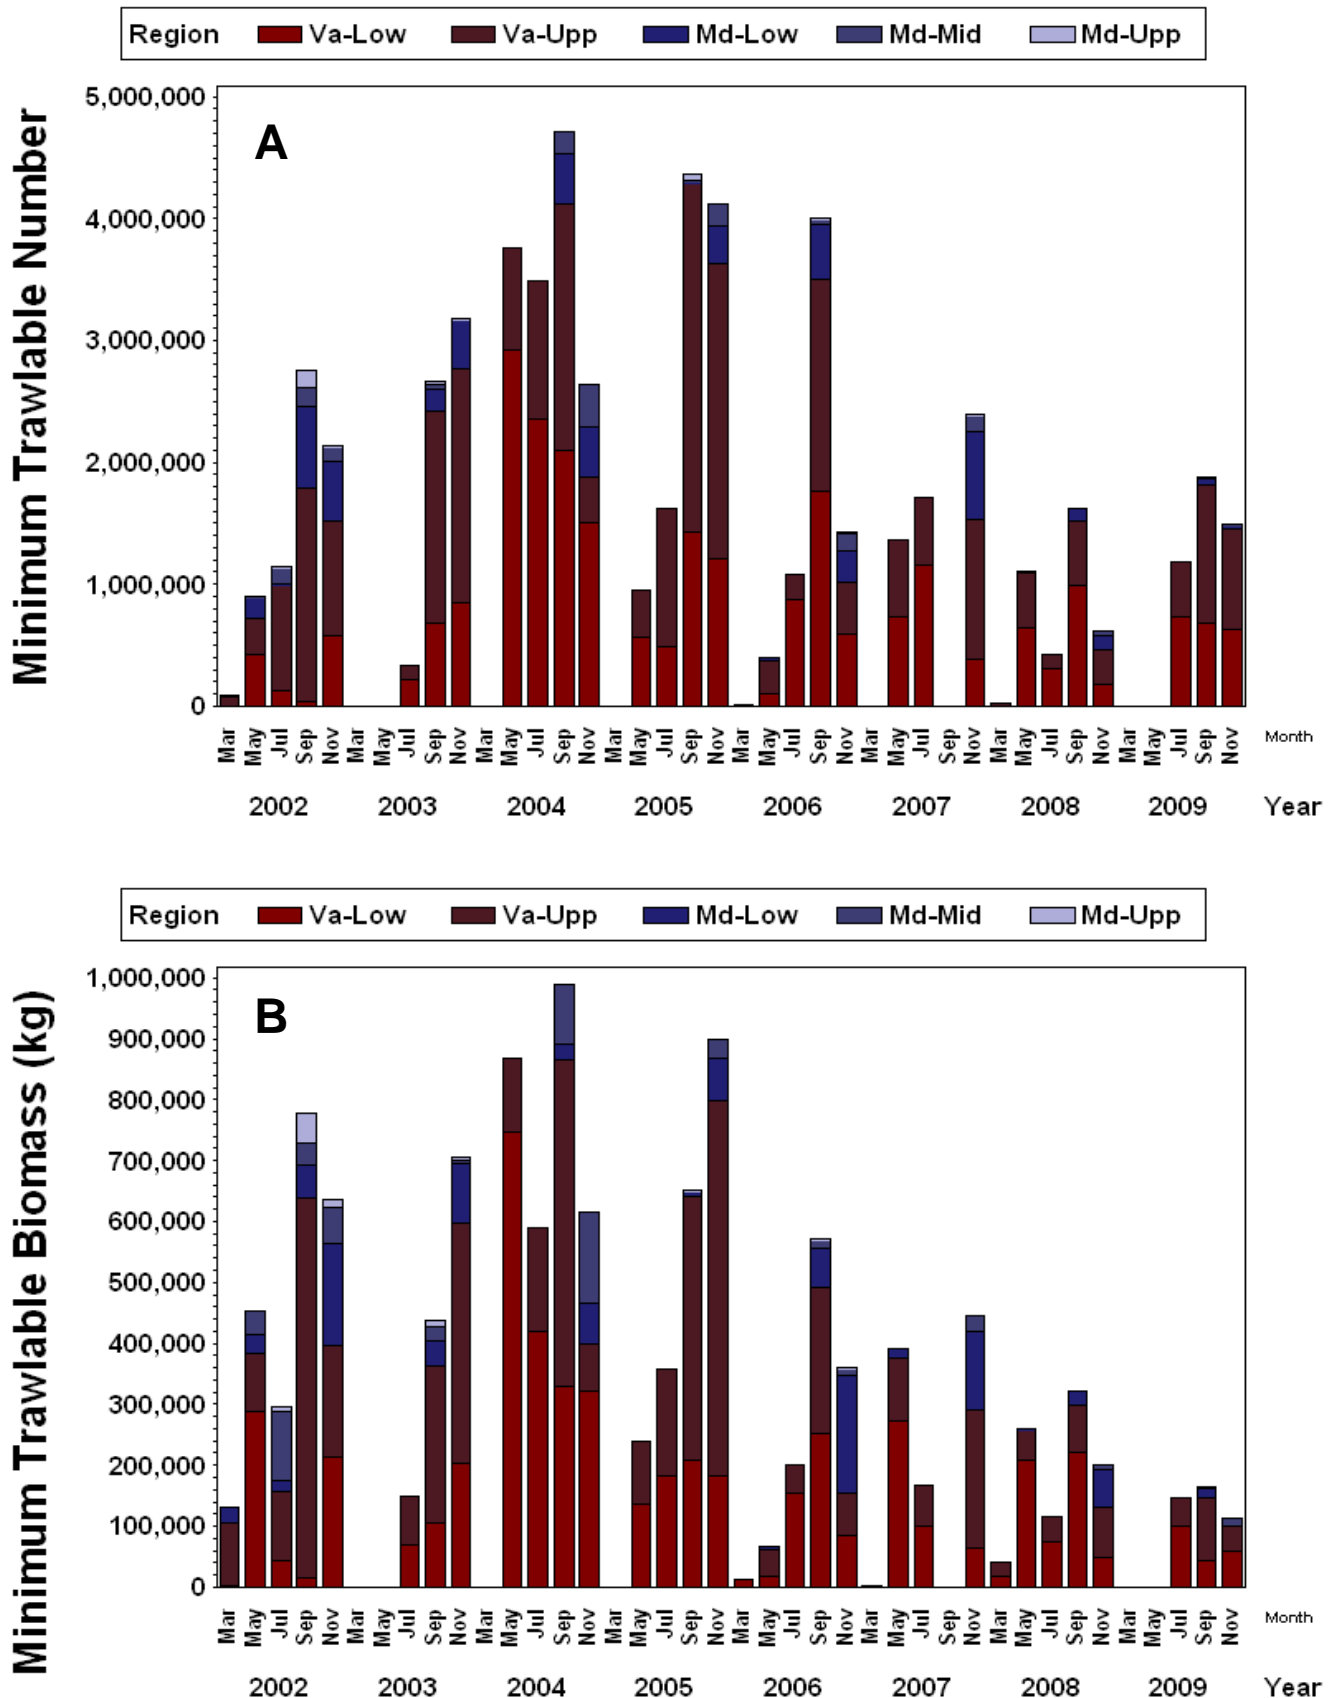 Region Va-Low Va-Upp Md-Low Md-Mid Md-Upp
Minimum Trawlable Number
A
5,000,000
4,000,000
3,000,000
2,000,000
1,000,000
0
Mar May Jul Sep Nov Mar May Jul Sep Nov Mar May Jul Sep Nov Mar May Jul Sep Nov Mar May Jul Sep Nov Mar May Jul Sep Nov Mar May Jul Sep Nov Mar May Jul Sep Nov Month
2002 2003 2004 2005 2006 2007 2008 2009 Year
Region Va-Low Va-Upp Md-Low Md-Mid Md-Upp
Minimum Trawlable Biomass (kg)
B
1,000,000
900,000
800,000
700,000
600,000
500,000
400,000
300,000
200,000
100,000
0
Mar May Jul Sep Nov Mar May Jul Sep Nov Mar May Jul Sep Nov Mar May Jul Sep Nov Mar May Jul Sep Nov Mar May Jul Sep Nov Mar May Jul Sep Nov Mar May Jul Sep Nov Month
2002 2003 2004 2005 2006 2007 2008 2009 Year